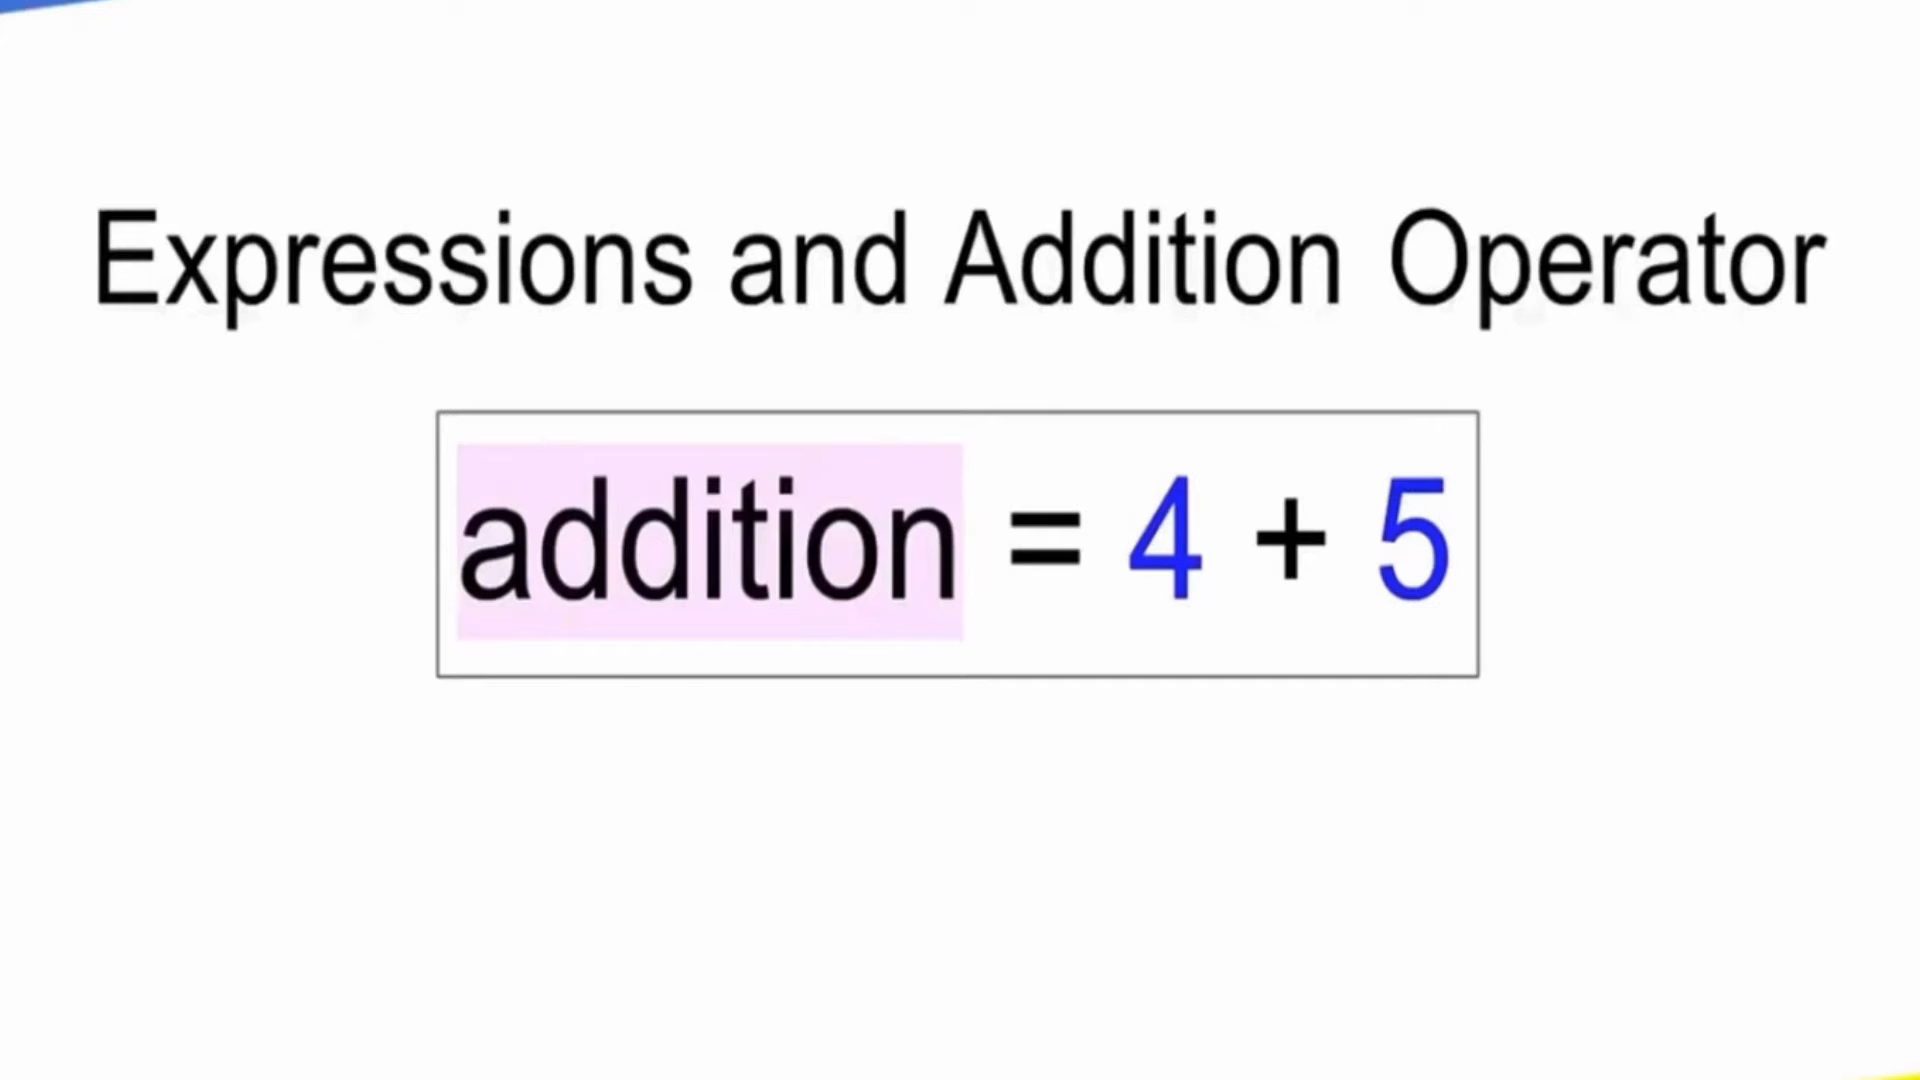 Expressions and Addition Operator
addition = 4 + 5